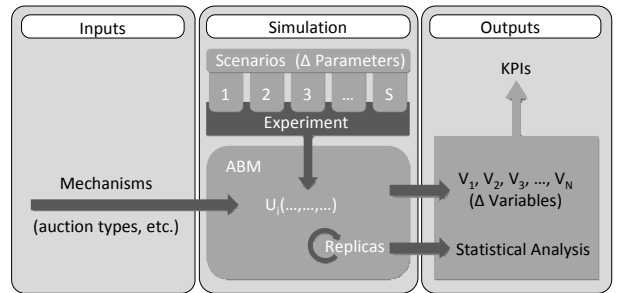 Inputs
Mechanisms
(auction types, etc.)
Simulation
Scenarios (Δ Parameters)
1 2 3 ... S
Experiment
ABM
Uᵢ(...,...,...)
Replicas
Outputs
KPIs
V₁, V₂, V₃, ..., V_N
(Δ Variables)
Statistical Analysis